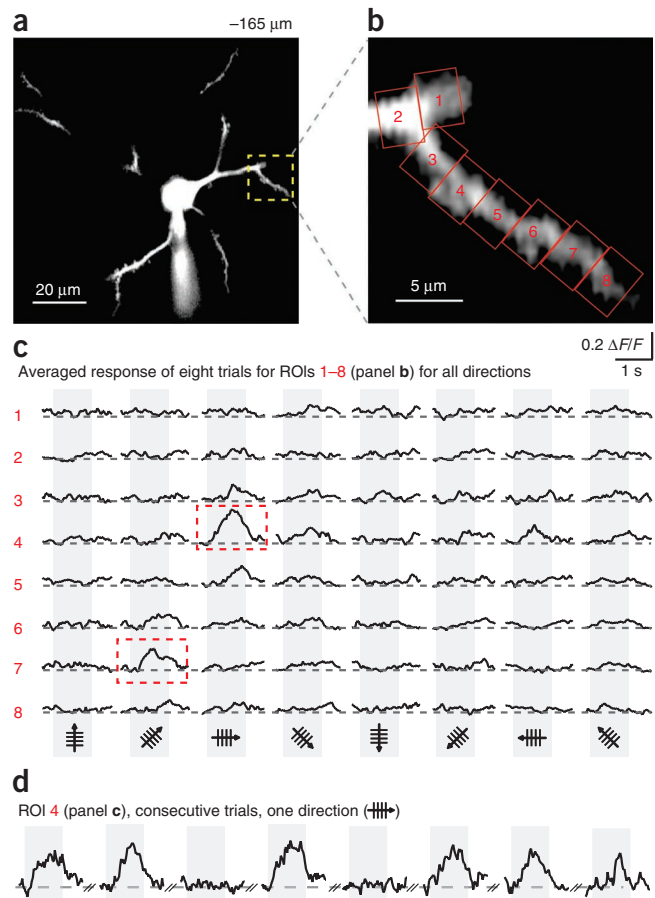 a
–165 µm
20 µm
b
1
2
3
4
5
6
7
8
5 µm
c
0.2 ΔF/F
1 s
Averaged response of eight trials for ROIs 1–8 (panel b) for all directions
1
2
3
4
5
6
7
8
d
ROI 4 (panel c), consecutive trials, one direction ( )